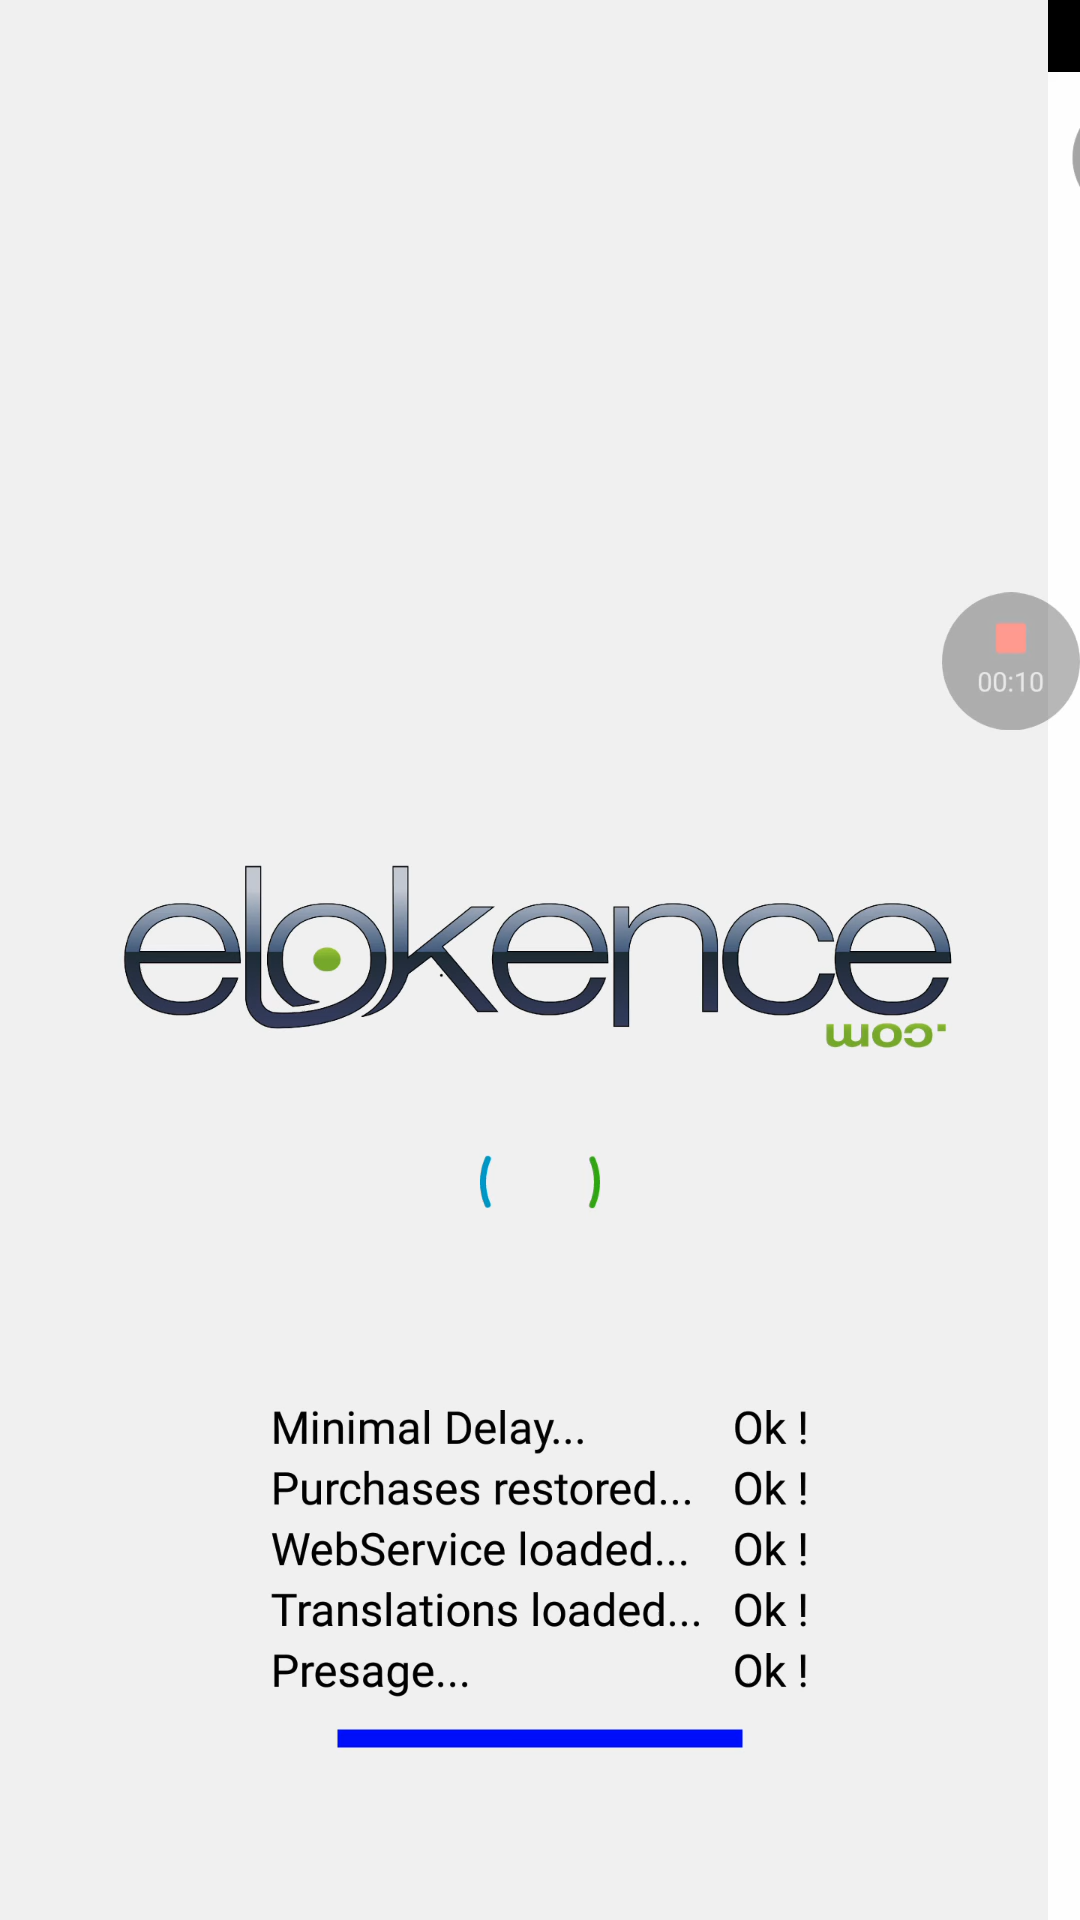 00:10
elokence
.com
Minimal Delay... Ok !
Purchases restored... Ok !
WebService loaded... Ok !
Translations loaded... Ok !
Presage... Ok !